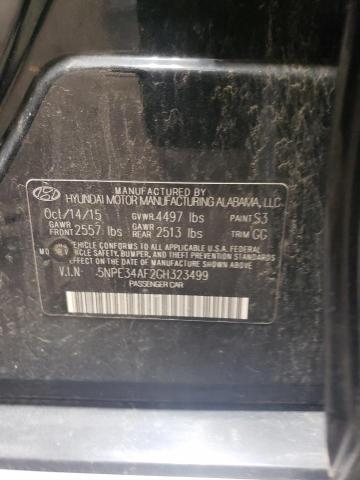 MANUFACTURED BY
HYUNDAI MOTOR MANUFACTURING ALABAMA, LLC
Oct/14/15 GVWR 4497 lbs PAINT S3
GAWR FRONT 2557 lbs GAWR REAR 2513 lbs TRIM GG
VEHICLE CONFORMS TO ALL APPLICABLE FEDERAL
VEHICLE SAFETY, BUMPER, AND THEFT PREVENTION STANDARDS
IN EFFECT ON THE DATE OF MANUFACTURE SHOWN ABOVE.
V.I.N: 5NPE34AF2GH323499
PASSENGER CAR